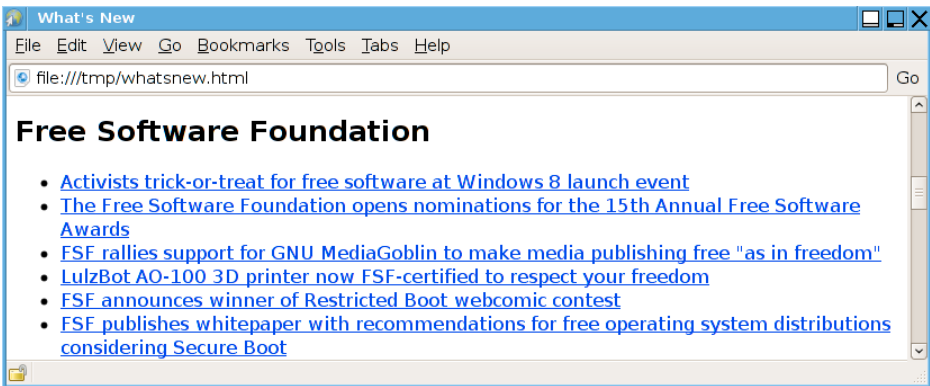 What's New
File Edit View Go Bookmarks Tools Tabs Help
file:///tmp/whatsnew.html Go
Free Software Foundation
• Activists trick-or-treat for free software at Windows 8 launch event
• The Free Software Foundation opens nominations for the 15th Annual Free Software
Awards
• FSF rallies support for GNU MediaGoblin to make media publishing free "as in freedom"
• LulzBot AO-100 3D printer now FSF-certified to respect your freedom
• FSF announces winner of Restricted Boot webcomic contest
• FSF publishes whitepaper with recommendations for free operating system distributions
considering Secure Boot